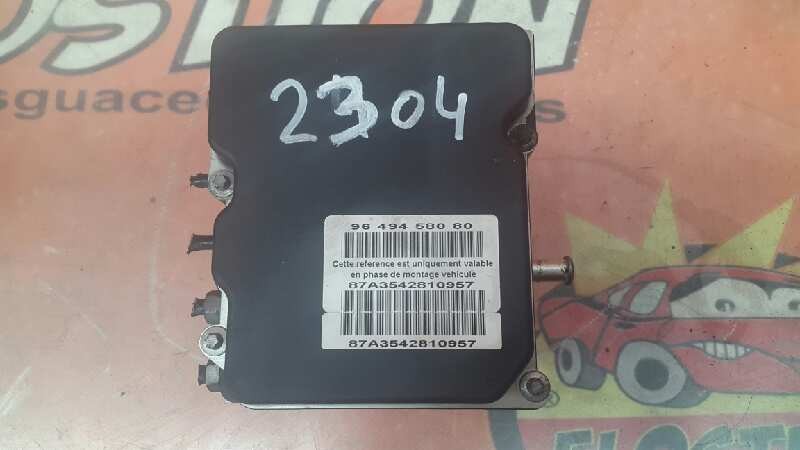 2304
96 494 580 80
Cette reference est uniquement valable
en phase de montage vehicule
87A3542810957
87A3542810957